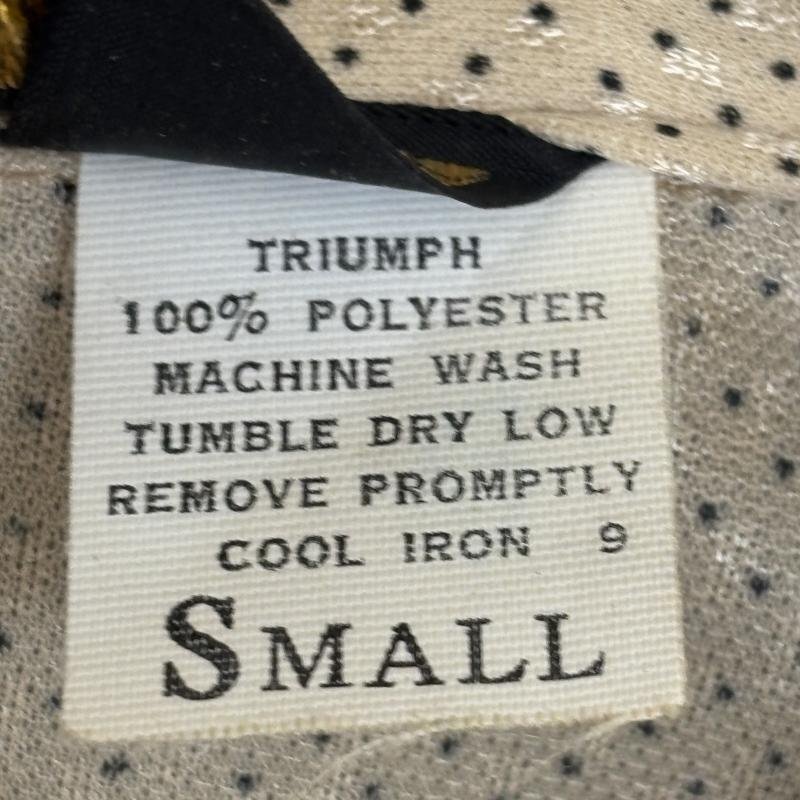 TRIUMPH
100% POLYESTER
MACHINE WASH
TUMBLE DRY LOW
REMOVE PROMPTLY
COOL IRON 9
SMALL